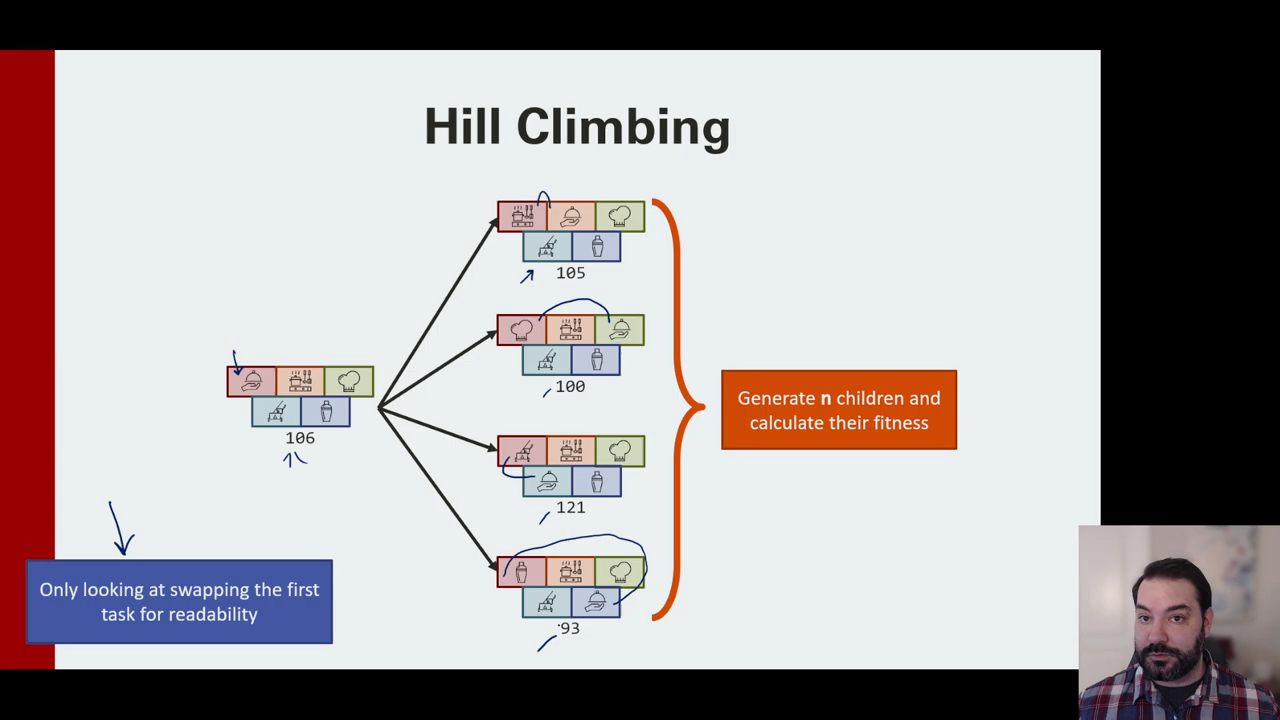 Hill Climbing
105
100
106
121
93
Generate n children and
calculate their fitness
Only looking at swapping the first
task for readability